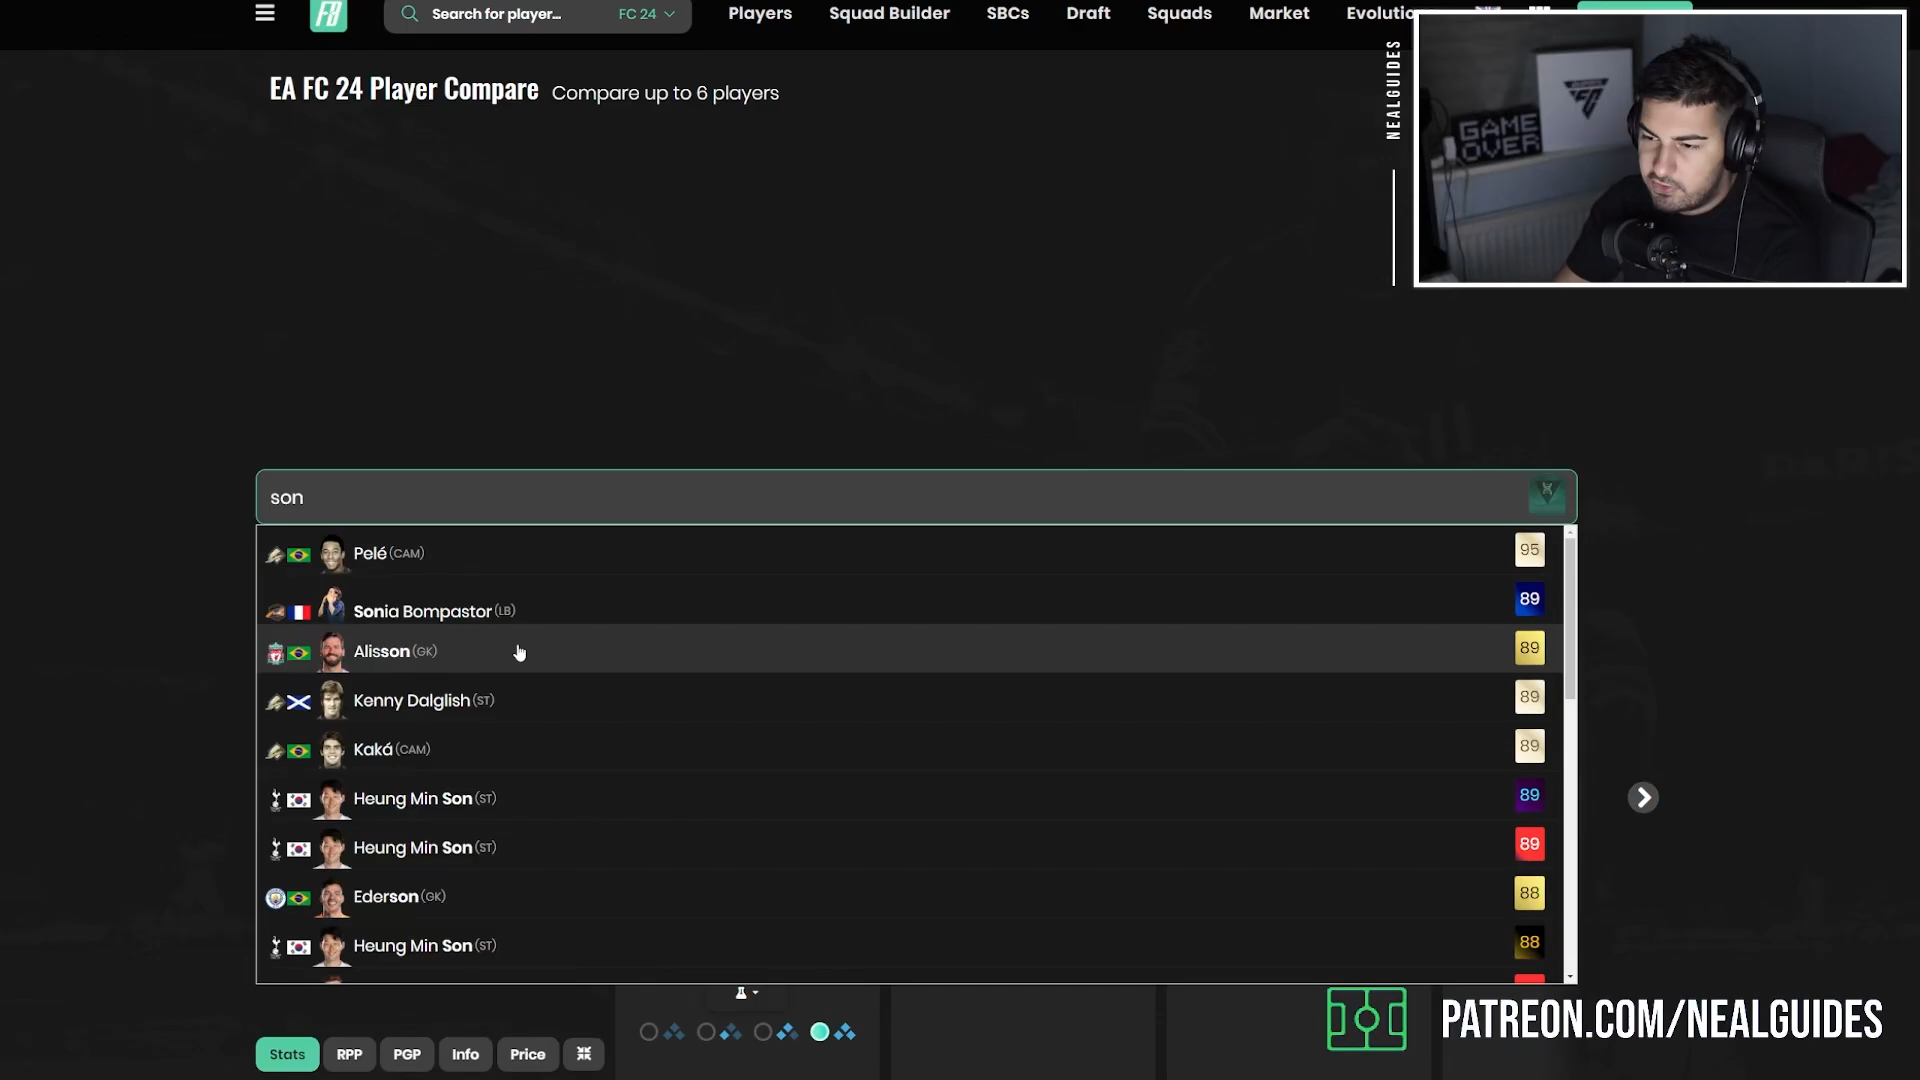 Search for player...
FC 24
Players
Squad Builder
SBCs
Draft
Squads
Market
Evolutio
EA FC 24 Player Compare
Compare up to 6 players
NEALGUIDES
GAME
OVER
son
Pelé (CAM) 95
Sonia Bompastor (LB) 89
Alisson (GK) 89
Kenny Dalglish (ST) 89
Kaká (CAM) 89
Heung Min Son (ST) 89
Heung Min Son (ST) 89
Ederson (GK) 88
Heung Min Son (ST) 88
Stats
RPP
PGP
Info
Price
PATREON.COM/NEALGUIDES